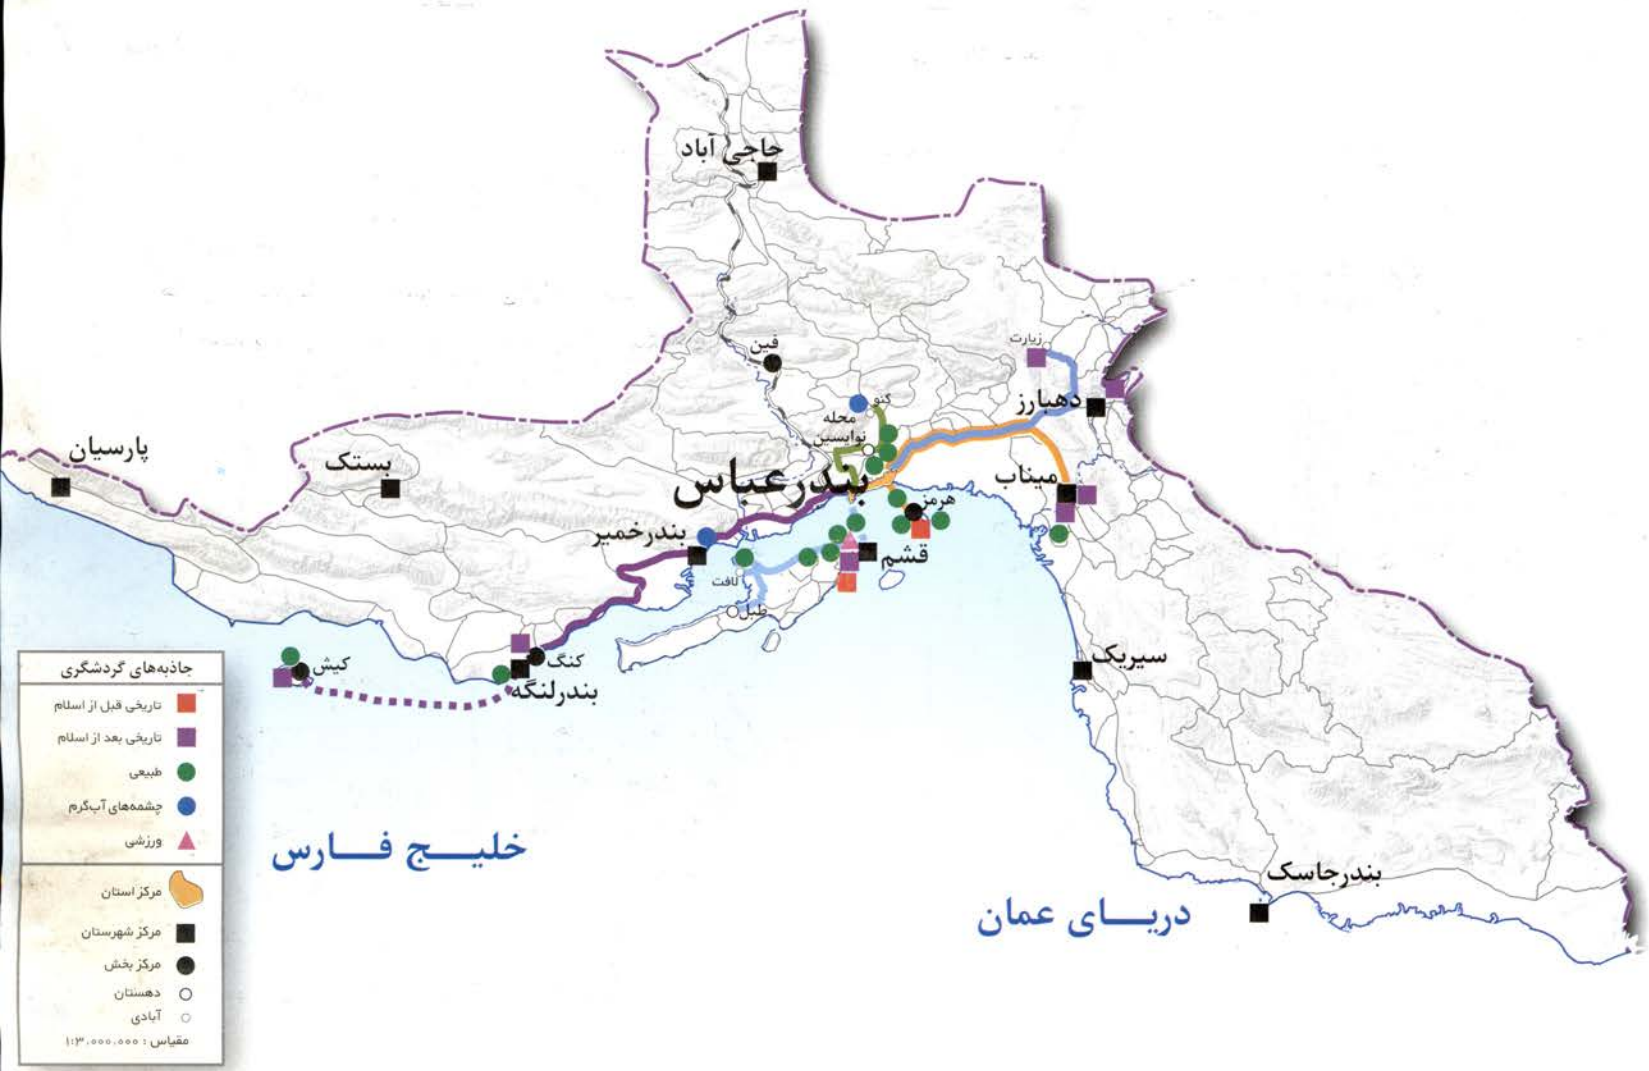 حاجی آباد
فین
زیارت
دهبارز
گنو
محله
نوایسین
پارسیان
بستک
بندرعباس
میناب
هرمز
بندرخمیر
قشم
لافت
طبل
کیش
کنگ
بندرلنگه
سیریک
بندرجاسک
خلیج فارس
دریای عمان
جاذبه‌های گردشگری
تاریخی قبل از اسلام
تاریخی بعد از اسلام
طبیعی
چشمه‌های آب‌گرم
ورزشی
مرکز استان
مرکز شهرستان
مرکز بخش
دهستان
آبادی
مقیاس : ۱:۳.۰۰۰.۰۰۰